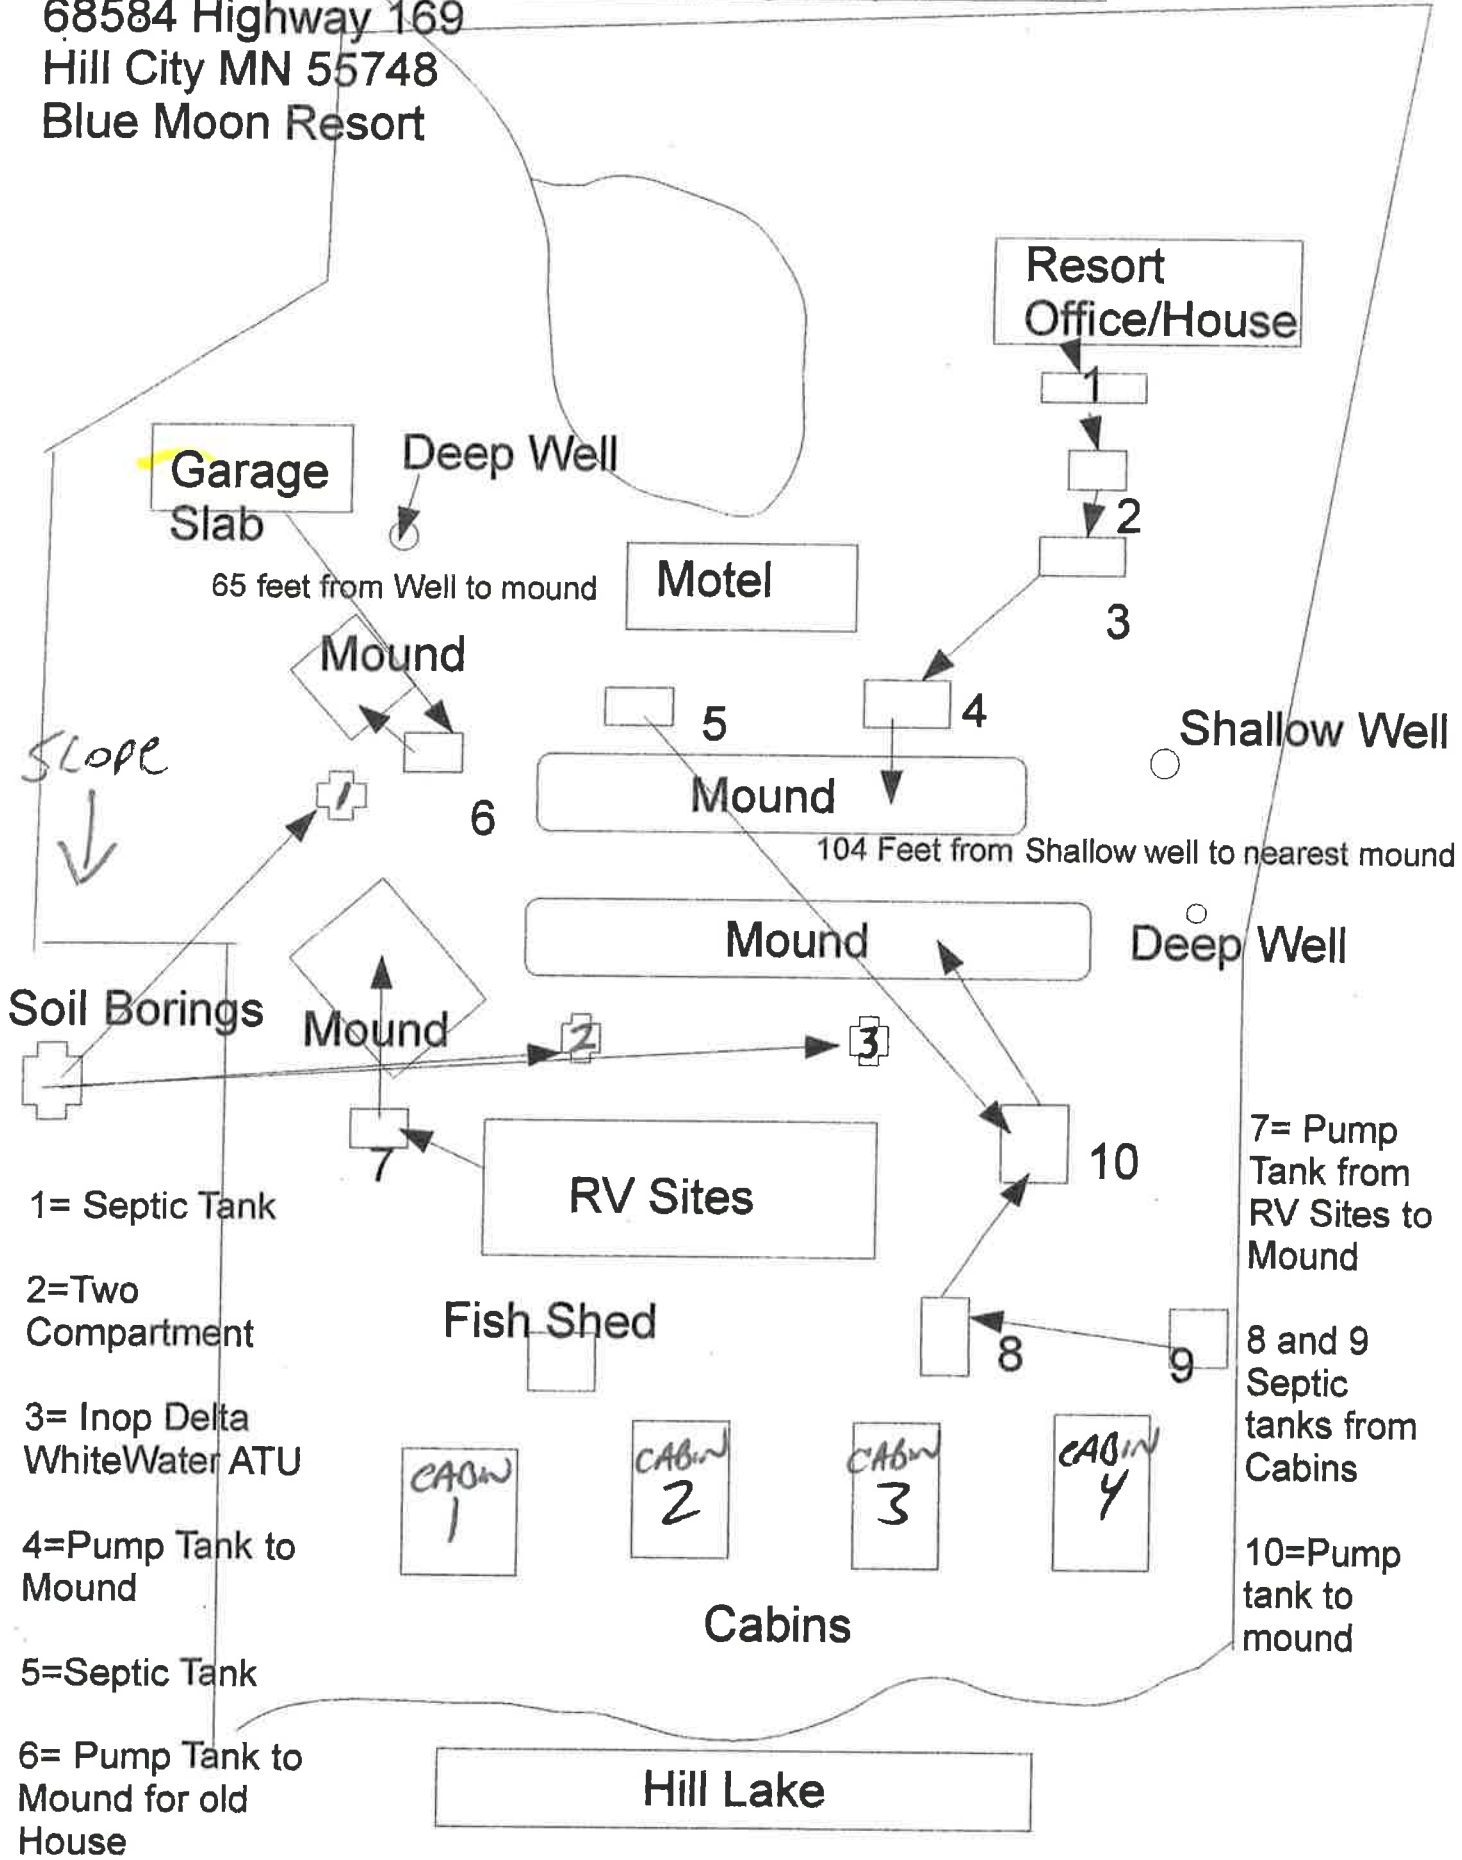 68584 Highway 169
Hill City MN 55748
Blue Moon Resort
Resort
Office/House
1
2
3
Garage
Slab
Deep Well
65 feet from Well to mound
Motel
Mound
4
5
6
Shallow Well
SLOPE
1
Mound
104 Feet from Shallow well to nearest mound
Mound
Deep Well
Soil Borings
Mound
2
3
7
RV Sites
10
Fish Shed
8
9
CABIN
1
CABIN
2
CABIN
3
CABIN
4
Cabins
Hill Lake
1= Septic Tank
2=Two
Compartment
3= Inop Delta
WhiteWater ATU
4=Pump Tank to
Mound
5=Septic Tank
6= Pump Tank to
Mound for old
House
7= Pump
Tank from
RV Sites to
Mound
8 and 9
Septic
tanks from
Cabins
10=Pump
tank to
mound